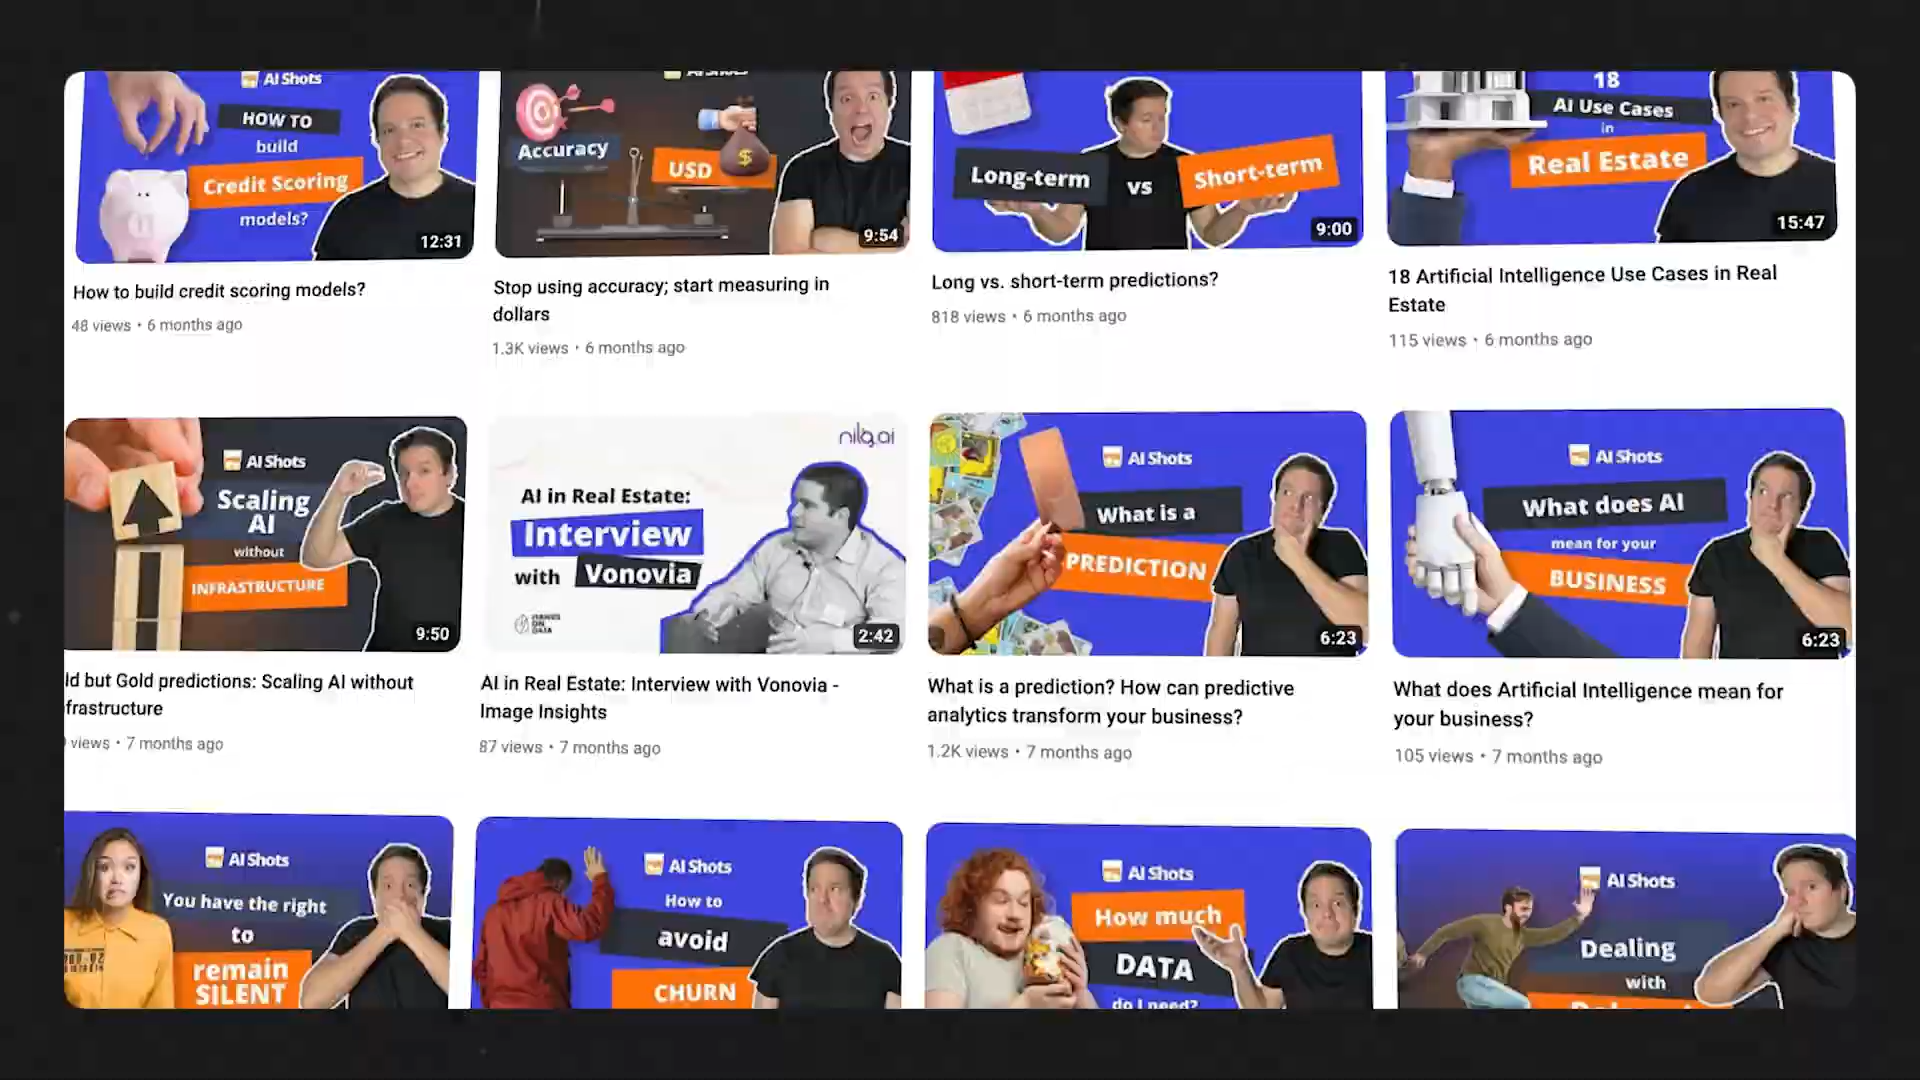 AI Shots
HOW TO
build
Credit Scoring
models?
12:31
How to build credit scoring models?
48 views • 6 months ago
AI Shots
Accuracy
USD
$
9:54
Stop using accuracy; start measuring in
dollars
1.3K views • 6 months ago
Long-term
vs
Short-term
9:00
Long vs. short-term predictions?
818 views • 6 months ago
18
AI Use Cases
in
Real Estate
15:47
18 Artificial Intelligence Use Cases in Real
Estate
115 views • 6 months ago
AI Shots
Scaling
AI
without
INFRASTRUCTURE
9:50
ld but Gold predictions: Scaling AI without
frastructure
views • 7 months ago
nilg.ai
AI in Real Estate:
Interview
with Vonovia
HANDS
ON
DATA
2:42
AI in Real Estate: Interview with Vonovia -
Image Insights
87 views • 7 months ago
AI Shots
What is a
PREDICTION
6:23
What is a prediction? How can predictive
analytics transform your business?
1.2K views • 7 months ago
AI Shots
What does AI
mean for your
BUSINESS
6:23
What does Artificial Intelligence mean for
your business?
105 views • 7 months ago
AI Shots
You have the right
to
remain
SILENT
AI Shots
How to
avoid
CHURN
AI Shots
How much
DATA
do I need?
AI Shots
Dealing
with